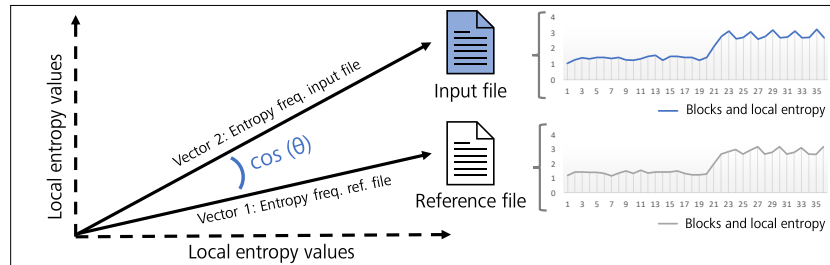 Local entropy values
Local entropy values
Vector 2: Entropy freq. input file
cos (θ)
Vector 1: Entropy freq. ref. file
Input file
Reference file
4
3
2
1
0
1 3 5 7 9 11 13 15 17 19 21 23 25 27 29 31 33 35
Blocks and local entropy
4
3
2
1
0
1 3 5 7 9 11 13 15 17 19 21 23 25 27 29 31 33 35
Blocks and local entropy